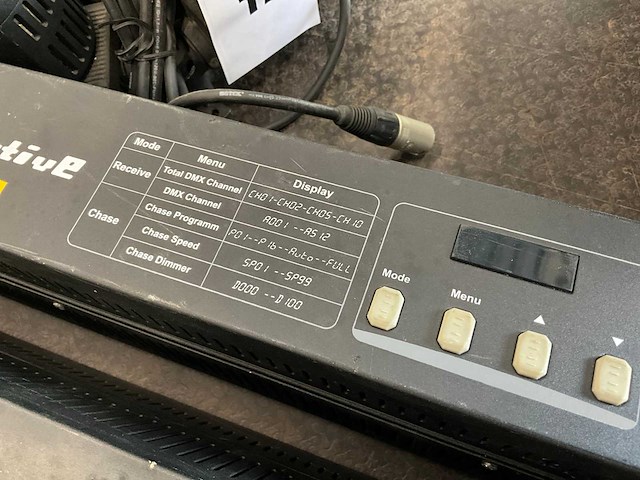 tive
Mode Menu Display
Receive Total DMX Channel CH01-CH02-CH05-CH10
DMX Channel A001--A512
Chase Chase Programm P01--P16--Auto--FULL
Chase Speed SP01--SP99
Chase Dimmer D000--D100
Mode Menu ▲ ▼